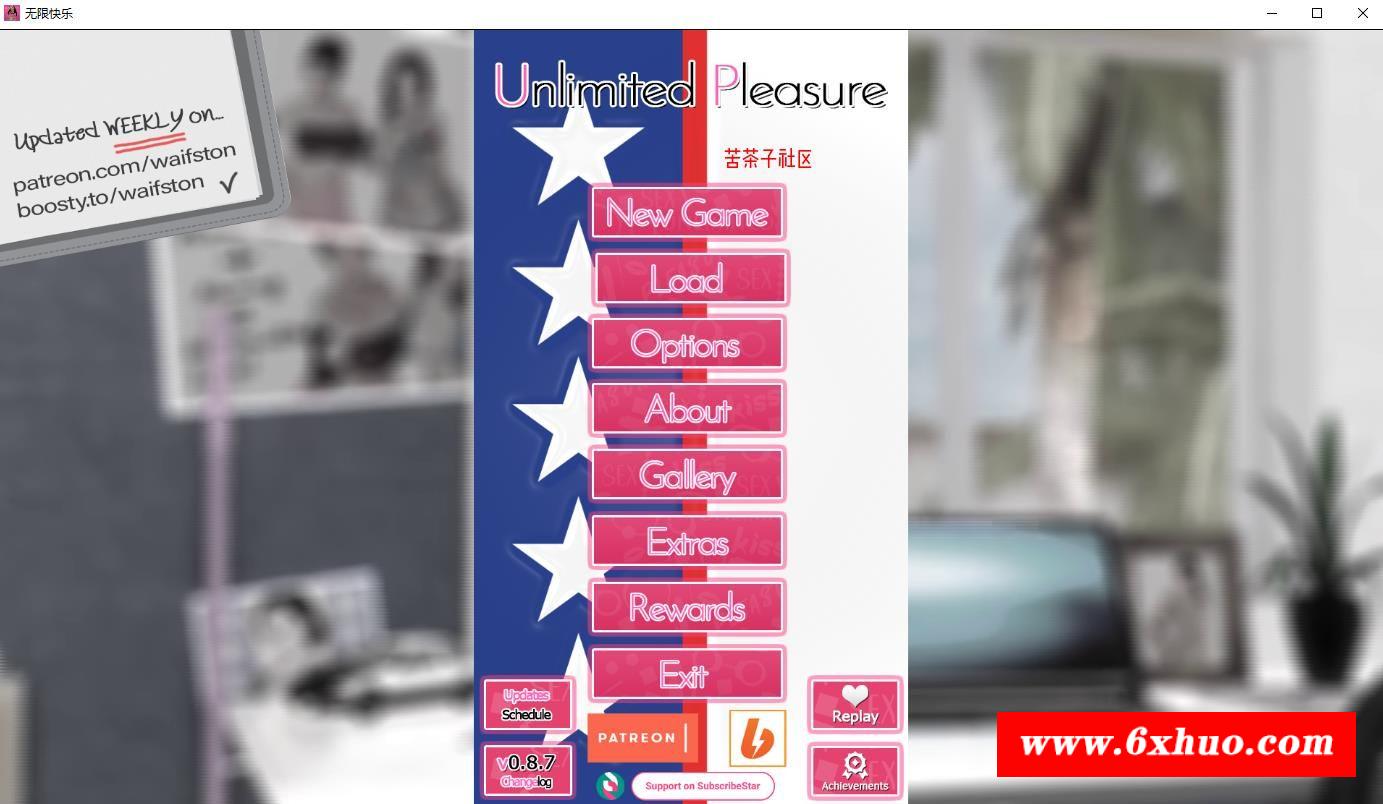 无限快乐
Updated WEEKLY on...
patreon.com/waifston
boosty.to/waifston
Unlimited Pleasure
苦茶子社区
New Game
Load
Options
About
Gallery
Extras
Rewards
Exit
Updates
Schedule
v0.8.7
Changelog
PATREON
Support on SubscribeStar
Replay
Achievements
www.6xhuo.com